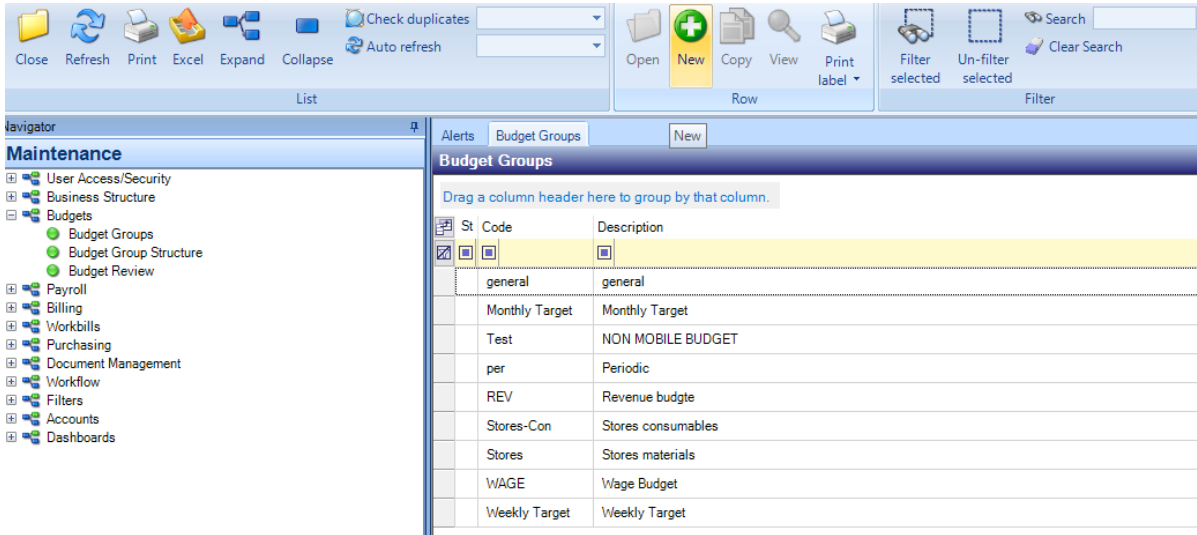 Check duplicates
Search
Auto refresh
Clear Search
Close Refresh Print Excel Expand Collapse
Open New Copy View Print label
Filter selected
Un-filter selected
List
Row
Filter
Navigator
Maintenance
User Access/Security
Business Structure
Budgets
Budget Groups
Budget Group Structure
Budget Review
Payroll
Billing
Workbills
Purchasing
Document Management
Workflow
Filters
Accounts
Dashboards
Alerts Budget Groups New
Budget Groups
Drag a column header here to group by that column.
St Code Description
general general
Monthly Target Monthly Target
Test NON MOBILE BUDGET
per Periodic
REV Revenue budgte
Stores-Con Stores consumables
Stores Stores materials
WAGE Wage Budget
Weekly Target Weekly Target